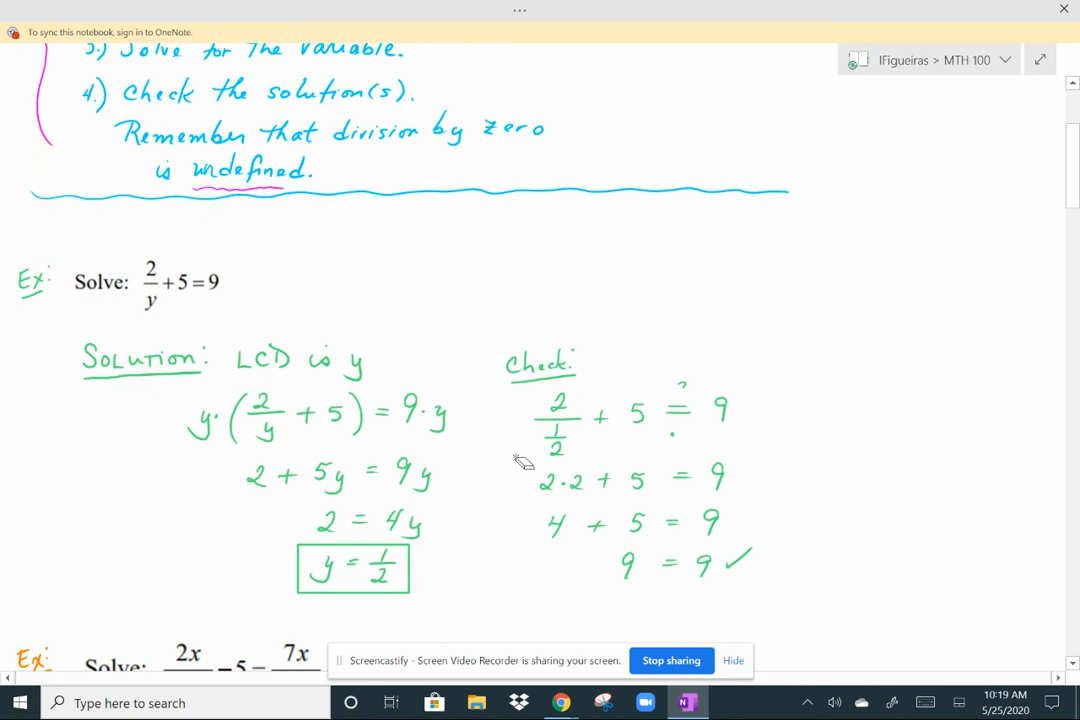 To sync this notebook, sign in to OneNote.
IFigueiras > MTH 100
3.) Solve for the variable.
4.) Check the solution(s).
Remember that division by zero
is undefined.
Ex: Solve: 2/y + 5 = 9
Solution: LCD is y
y·(2/y + 5) = 9·y
2 + 5y = 9y
2 = 4y
y = 1/2
Check:
2/(1/2) + 5 ≟ 9
2·2 + 5 = 9
4 + 5 = 9
9 = 9 ✓
Ex: Solve: 2x 5 7x
Screencastify - Screen Video Recorder is sharing your screen. Stop sharing Hide
Type here to search
10:19 AM
5/25/2020